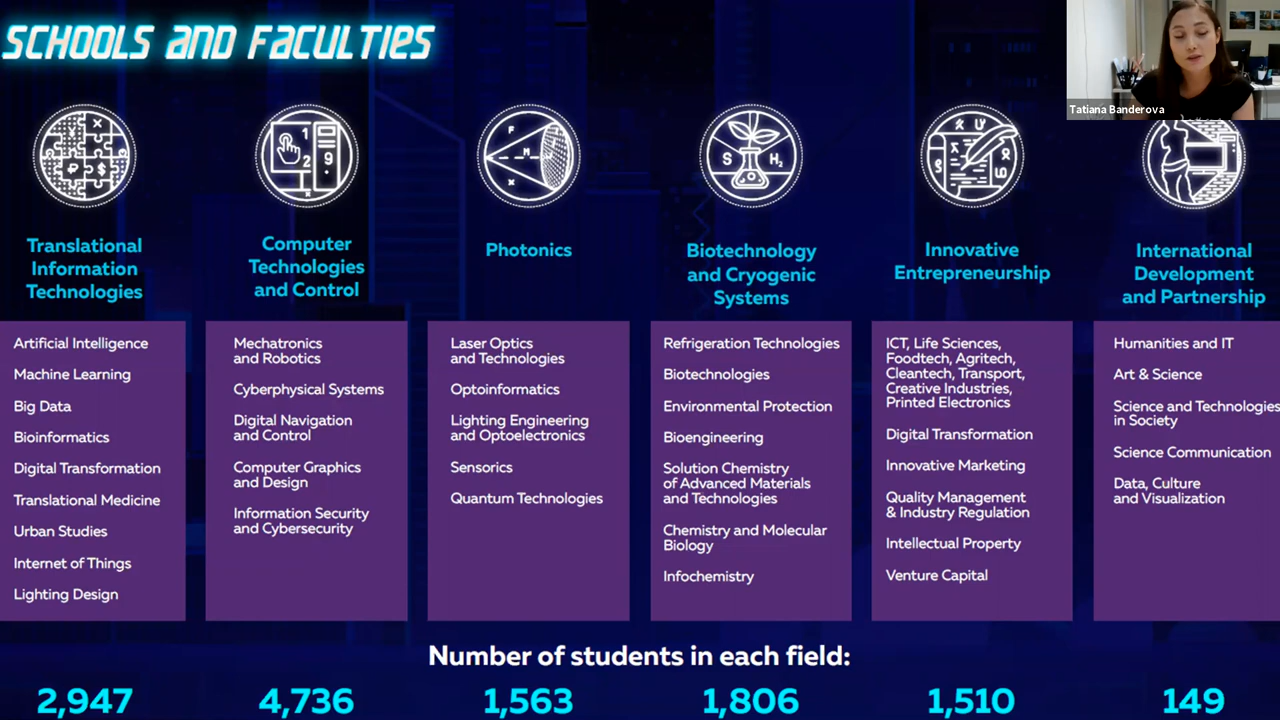 SCHOOLS AND FACULTIES
Tatiana Banderova
Translational
Information
Technologies
Artificial Intelligence
Machine Learning
Big Data
Bioinformatics
Digital Transformation
Translational Medicine
Urban Studies
Internet of Things
Lighting Design
Computer
Technologies
and Control
Mechatronics
and Robotics
Cyberphysical Systems
Digital Navigation
and Control
Computer Graphics
and Design
Information Security
and Cybersecurity
Photonics
Laser Optics
and Technologies
Optoinformatics
Lighting Engineering
and Optoelectronics
Sensorics
Quantum Technologies
Biotechnology
and Cryogenic
Systems
Refrigeration Technologies
Biotechnologies
Environmental Protection
Bioengineering
Solution Chemistry
of Advanced Materials
and Technologies
Chemistry and Molecular
Biology
Infochemistry
Innovative
Entrepreneurship
ICT, Life Sciences,
Foodtech, Agritech,
Cleantech, Transport,
Creative Industries,
Printed Electronics
Digital Transformation
Innovative Marketing
Quality Management
& Industry Regulation
Intellectual Property
Venture Capital
International
Development
and Partnership
Humanities and IT
Art & Science
Science and Technologies
in Society
Science Communication
Data, Culture
and Visualization
Number of students in each field:
2,947
4,736
1,563
1,806
1,510
149